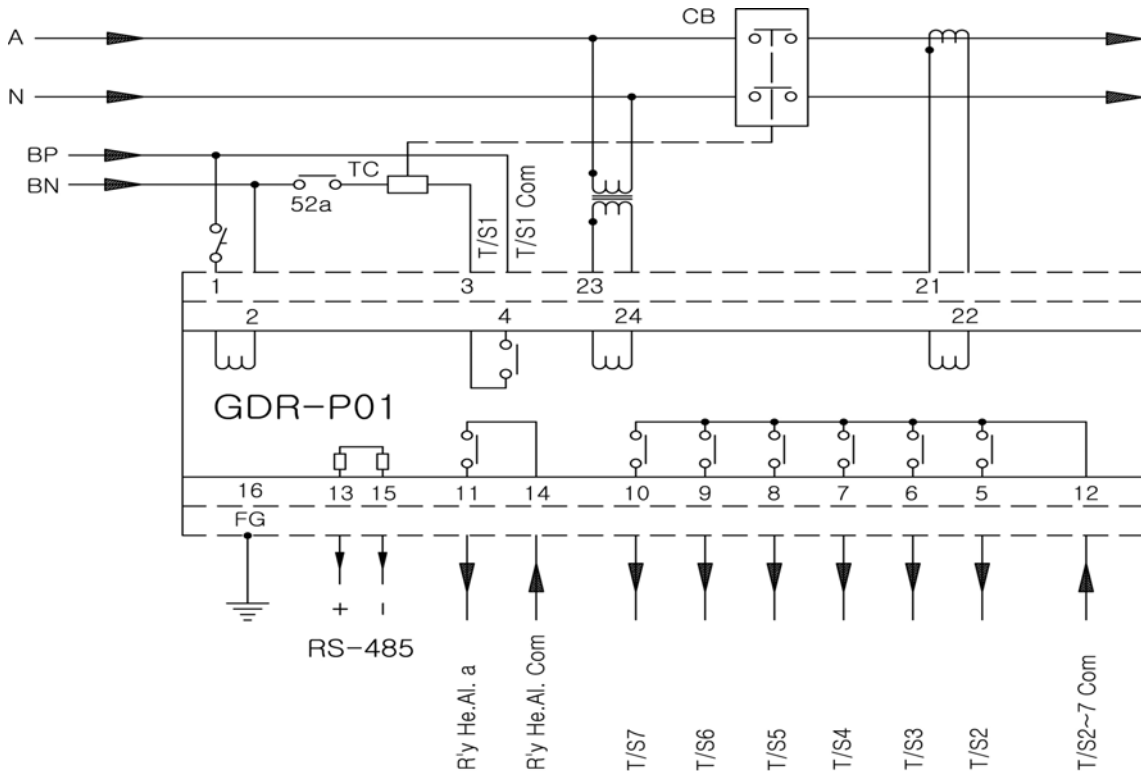 CB
A
N
BP
TC
BN
52a
T/S1
T/S1 Com
1 3 23 21
2 4 24 22
GDR-P01
16 13 15 11 14 10 9 8 7 6 5 12
FG
+ -
RS-485
R'y He.Al. a
R'y He.Al. Com
T/S7
T/S6
T/S5
T/S4
T/S3
T/S2
T/S2~7 Com